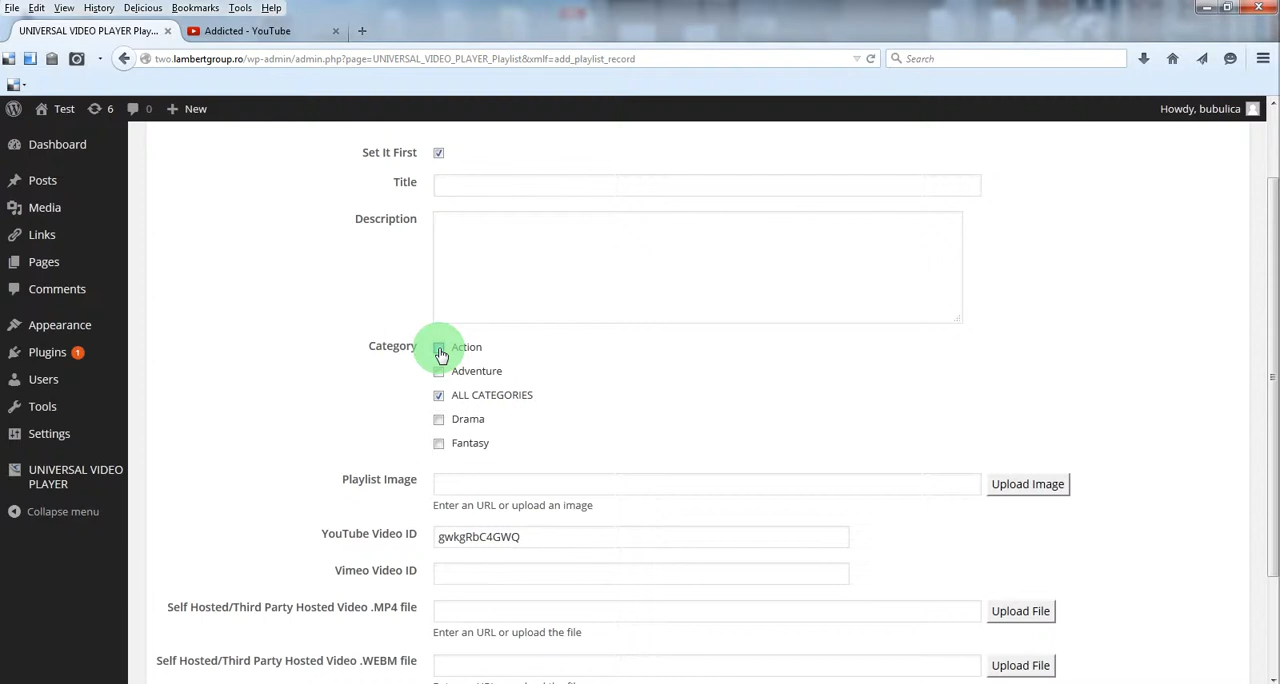 File Edit View History Delicious Bookmarks Tools Help
UNIVERSAL VIDEO PLAYER Play... × Addicted - YouTube × +
two.lambertgroup.ro/wp-admin/admin.php?page=UNIVERSAL_VIDEO_PLAYER_Playlist&xmlf=add_playlist_record Search
Test 6 0 + New Howdy, bubulica
Dashboard
Posts
Media
Links
Pages
Comments
Appearance
Plugins 1
Users
Tools
Settings
UNIVERSAL VIDEO
PLAYER
Collapse menu
Set It First
Title
Description
Category Action
Adventure
ALL CATEGORIES
Drama
Fantasy
Playlist Image Upload Image
Enter an URL or upload an image
YouTube Video ID gwkgRbC4GWQ
Vimeo Video ID
Self Hosted/Third Party Hosted Video .MP4 file Upload File
Enter an URL or upload the file
Self Hosted/Third Party Hosted Video .WEBM file Upload File